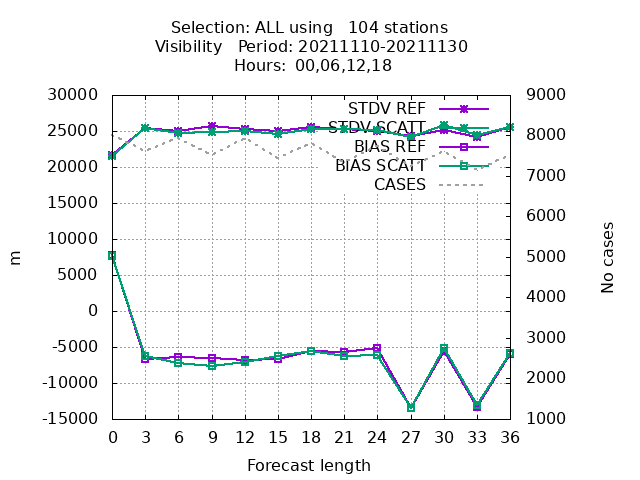 Selection: ALL using   104 stations
Visibility   Period: 20211110-20211130
Hours:  00,06,12,18
30000
25000
20000
15000
10000
5000
0
-5000
-10000
-15000
m
STDV REF
STDV SCATT
BIAS REF
BIAS SCATT
CASES
9000
8000
7000
6000
5000
4000
3000
2000
1000
No cases
0 3 6 9 12 15 18 21 24 27 30 33 36
Forecast length